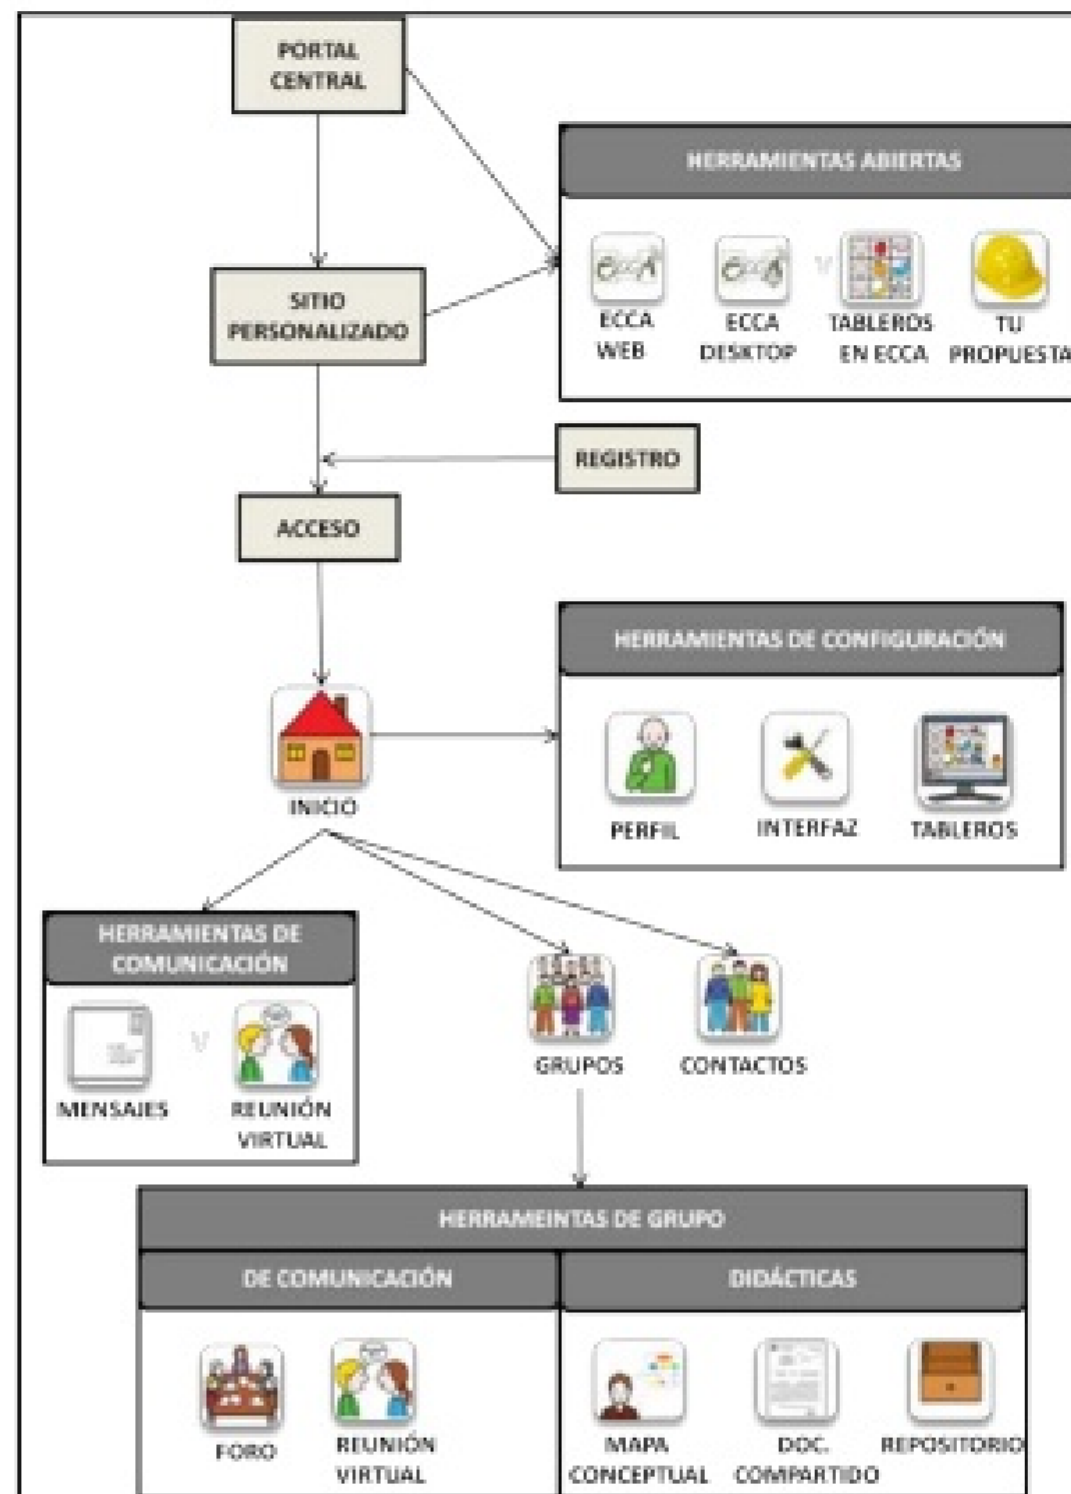 PORTAL
CENTRAL
HERRAMIENTAS ABIERTAS
ECCA
WEB
ECCA
DESKTOP
TABLEROS
EN ECCA
TU
PROPUESTA
SITIO
PERSONALIZADO
REGISTRO
ACCESO
HERRAMIENTAS DE CONFIGURACIÓN
PERFIL
INTERFAZ
TABLEROS
INICIO
HERRAMIENTAS DE
COMUNICACIÓN
MENSAJES
REUNIÓN
VIRTUAL
GRUPOS
CONTACTOS
HERRAMEINTAS DE GRUPO
DE COMUNICACIÓN
DIDÁCTICAS
FORO
REUNIÓN
VIRTUAL
MAPA
CONCEPTUAL
DOC.
COMPARTIDO
REPOSITORIO